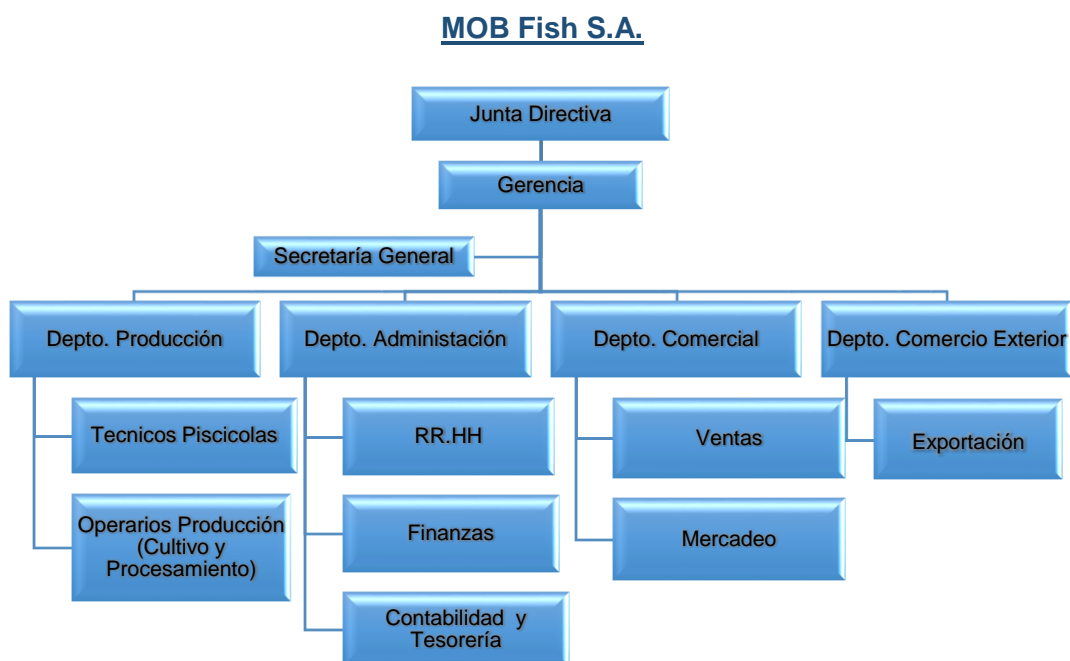 MOB Fish S.A.
Junta Directiva
Gerencia
Secretaría General
Depto. Producción
Depto. Administación
Depto. Comercial
Depto. Comercio Exterior
Tecnicos Piscicolas
RR.HH
Ventas
Exportación
Operarios Producción
(Cultivo y
Procesamiento)
Finanzas
Mercadeo
Contabilidad y
Tesorería